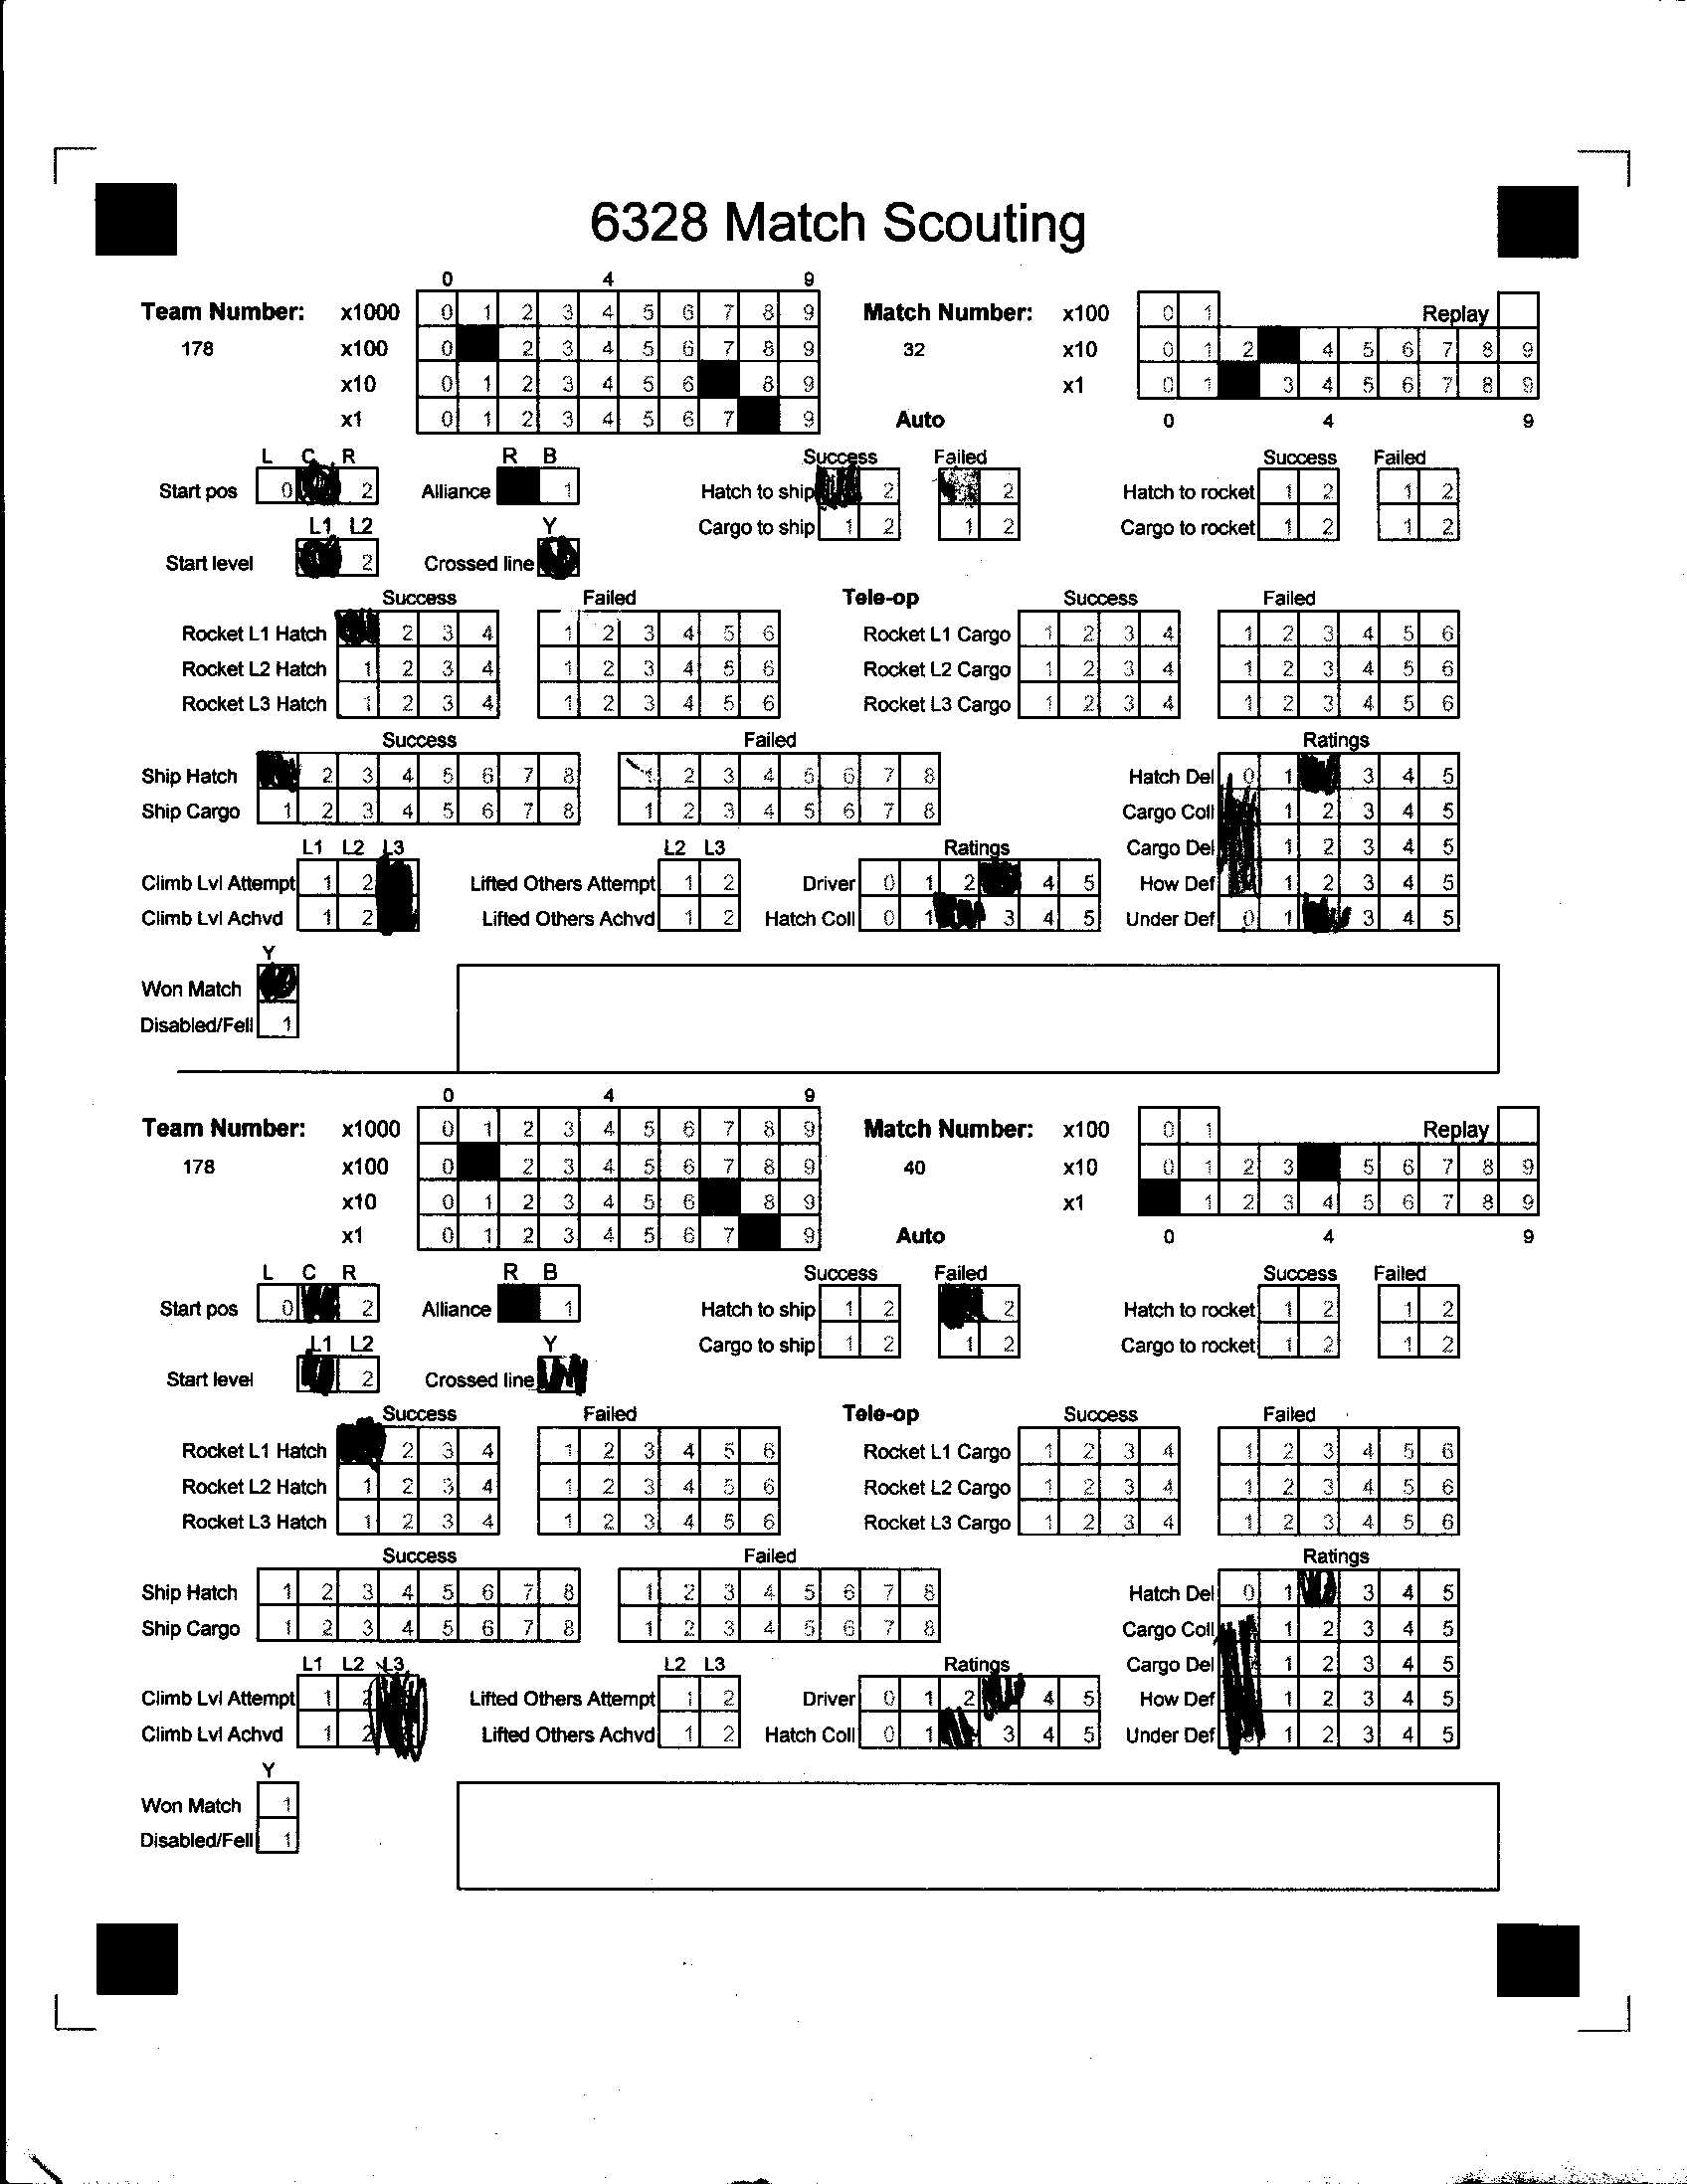 6328 Match Scouting
0 4 9
Team Number: x1000 0 1 2 3 4 5 6 7 8 9 Match Number: x100 0 1 Replay
178 x100 0 2 3 4 5 6 7 8 9 32 x10 0 1 2 4 5 6 7 8 9
x10 0 1 2 3 4 5 6 8 9 x1 0 1 3 4 5 6 7 8 9
x1 0 1 2 3 4 5 6 7 9 Auto 0 4 9
L C R R B Success Failed Success Failed
Start pos 0 2 Alliance 1 Hatch to ship 2 2 Hatch to rocket 1 2 1 2
L1 L2 Y Cargo to ship 1 2 1 2 Cargo to rocket 1 2 1 2
Start level 2 Crossed line
Success Failed Tele-op Success Failed
Rocket L1 Hatch 2 3 4 1 2 3 4 5 6 Rocket L1 Cargo 1 2 3 4 1 2 3 4 5 6
Rocket L2 Hatch 1 2 3 4 1 2 3 4 5 6 Rocket L2 Cargo 1 2 3 4 1 2 3 4 5 6
Rocket L3 Hatch 1 2 3 4 1 2 3 4 5 6 Rocket L3 Cargo 1 2 3 4 1 2 3 4 5 6
Success Failed Ratings
Ship Hatch 2 3 4 5 6 7 8 1 2 3 4 5 6 7 8 Hatch Del 0 1 3 4 5
Ship Cargo 1 2 3 4 5 6 7 8 1 2 3 4 5 6 7 8 Cargo Coll 1 2 3 4 5
L1 L2 L3 L2 L3 Ratings Cargo Del 1 2 3 4 5
Climb Lvl Attempt 1 2 Lifted Others Attempt 1 2 Driver 0 1 2 4 5 How Def 1 2 3 4 5
Climb Lvl Achvd 1 2 Lifted Others Achvd 1 2 Hatch Coll 0 1 3 4 5 Under Def 0 1 3 4 5
Y
Won Match
Disabled/Fell 1
0 4 9
Team Number: x1000 0 1 2 3 4 5 6 7 8 9 Match Number: x100 0 1 Replay
178 x100 0 2 3 4 5 6 7 8 9 40 x10 0 1 2 3 5 6 7 8 9
x10 0 1 2 3 4 5 6 8 9 x1 1 2 3 4 5 6 7 8 9
x1 0 1 2 3 4 5 6 7 9 Auto 0 4 9
L C R R B Success Failed Success Failed
Start pos 0 2 Alliance 1 Hatch to ship 1 2 2 Hatch to rocket 1 2 1 2
L1 L2 Y Cargo to ship 1 2 1 2 Cargo to rocket 1 2 1 2
Start level 2 Crossed line
Success Failed Tele-op Success Failed
Rocket L1 Hatch 2 3 4 1 2 3 4 5 6 Rocket L1 Cargo 1 2 3 4 1 2 3 4 5 6
Rocket L2 Hatch 1 2 3 4 1 2 3 4 5 6 Rocket L2 Cargo 1 2 3 4 1 2 3 4 5 6
Rocket L3 Hatch 1 2 3 4 1 2 3 4 5 6 Rocket L3 Cargo 1 2 3 4 1 2 3 4 5 6
Success Failed Ratings
Ship Hatch 1 2 3 4 5 6 7 8 1 2 3 4 5 6 7 8 Hatch Del 0 1 3 4 5
Ship Cargo 1 2 3 4 5 6 7 8 1 2 3 4 5 6 7 8 Cargo Coll 1 2 3 4 5
L1 L2 L3 L2 L3 Ratings Cargo Del 1 2 3 4 5
Climb Lvl Attempt 1 2 Lifted Others Attempt 1 2 Driver 0 1 2 4 5 How Def 1 2 3 4 5
Climb Lvl Achvd 1 2 Lifted Others Achvd 1 2 Hatch Coll 0 1 3 4 5 Under Def 1 2 3 4 5
Y
Won Match 1
Disabled/Fell 1